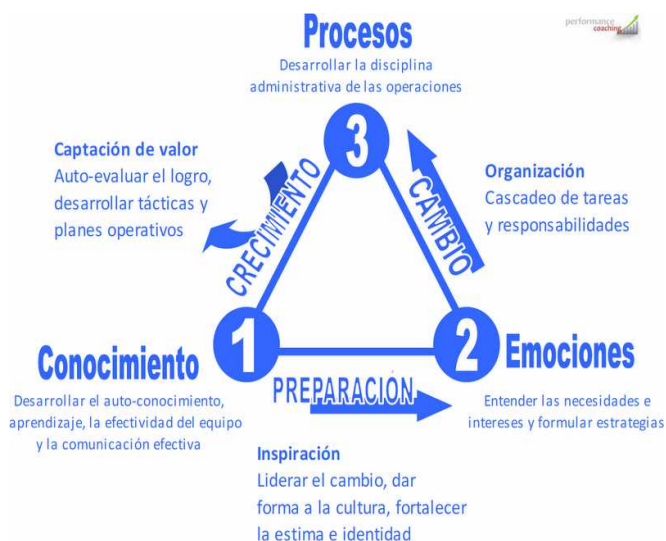 Procesos
performance
coaching
Desarrollar la disciplina
administrativa de las operaciones
3
Captación de valor
Auto-evaluar el logro,
desarrollar tácticas y
planes operativos
CRECIMIENTO
CAMBIO
Organización
Cascadeo de tareas
y responsabilidades
1
2
Conocimiento
Desarrollar el auto-conocimiento,
aprendizaje, la efectividad del equipo
y la comunicación efectiva
PREPARACIÓN
Emociones
Entender las necesidades e
intereses y formular estrategias
Inspiración
Liderar el cambio, dar
forma a la cultura, fortalecer
la estima e identidad